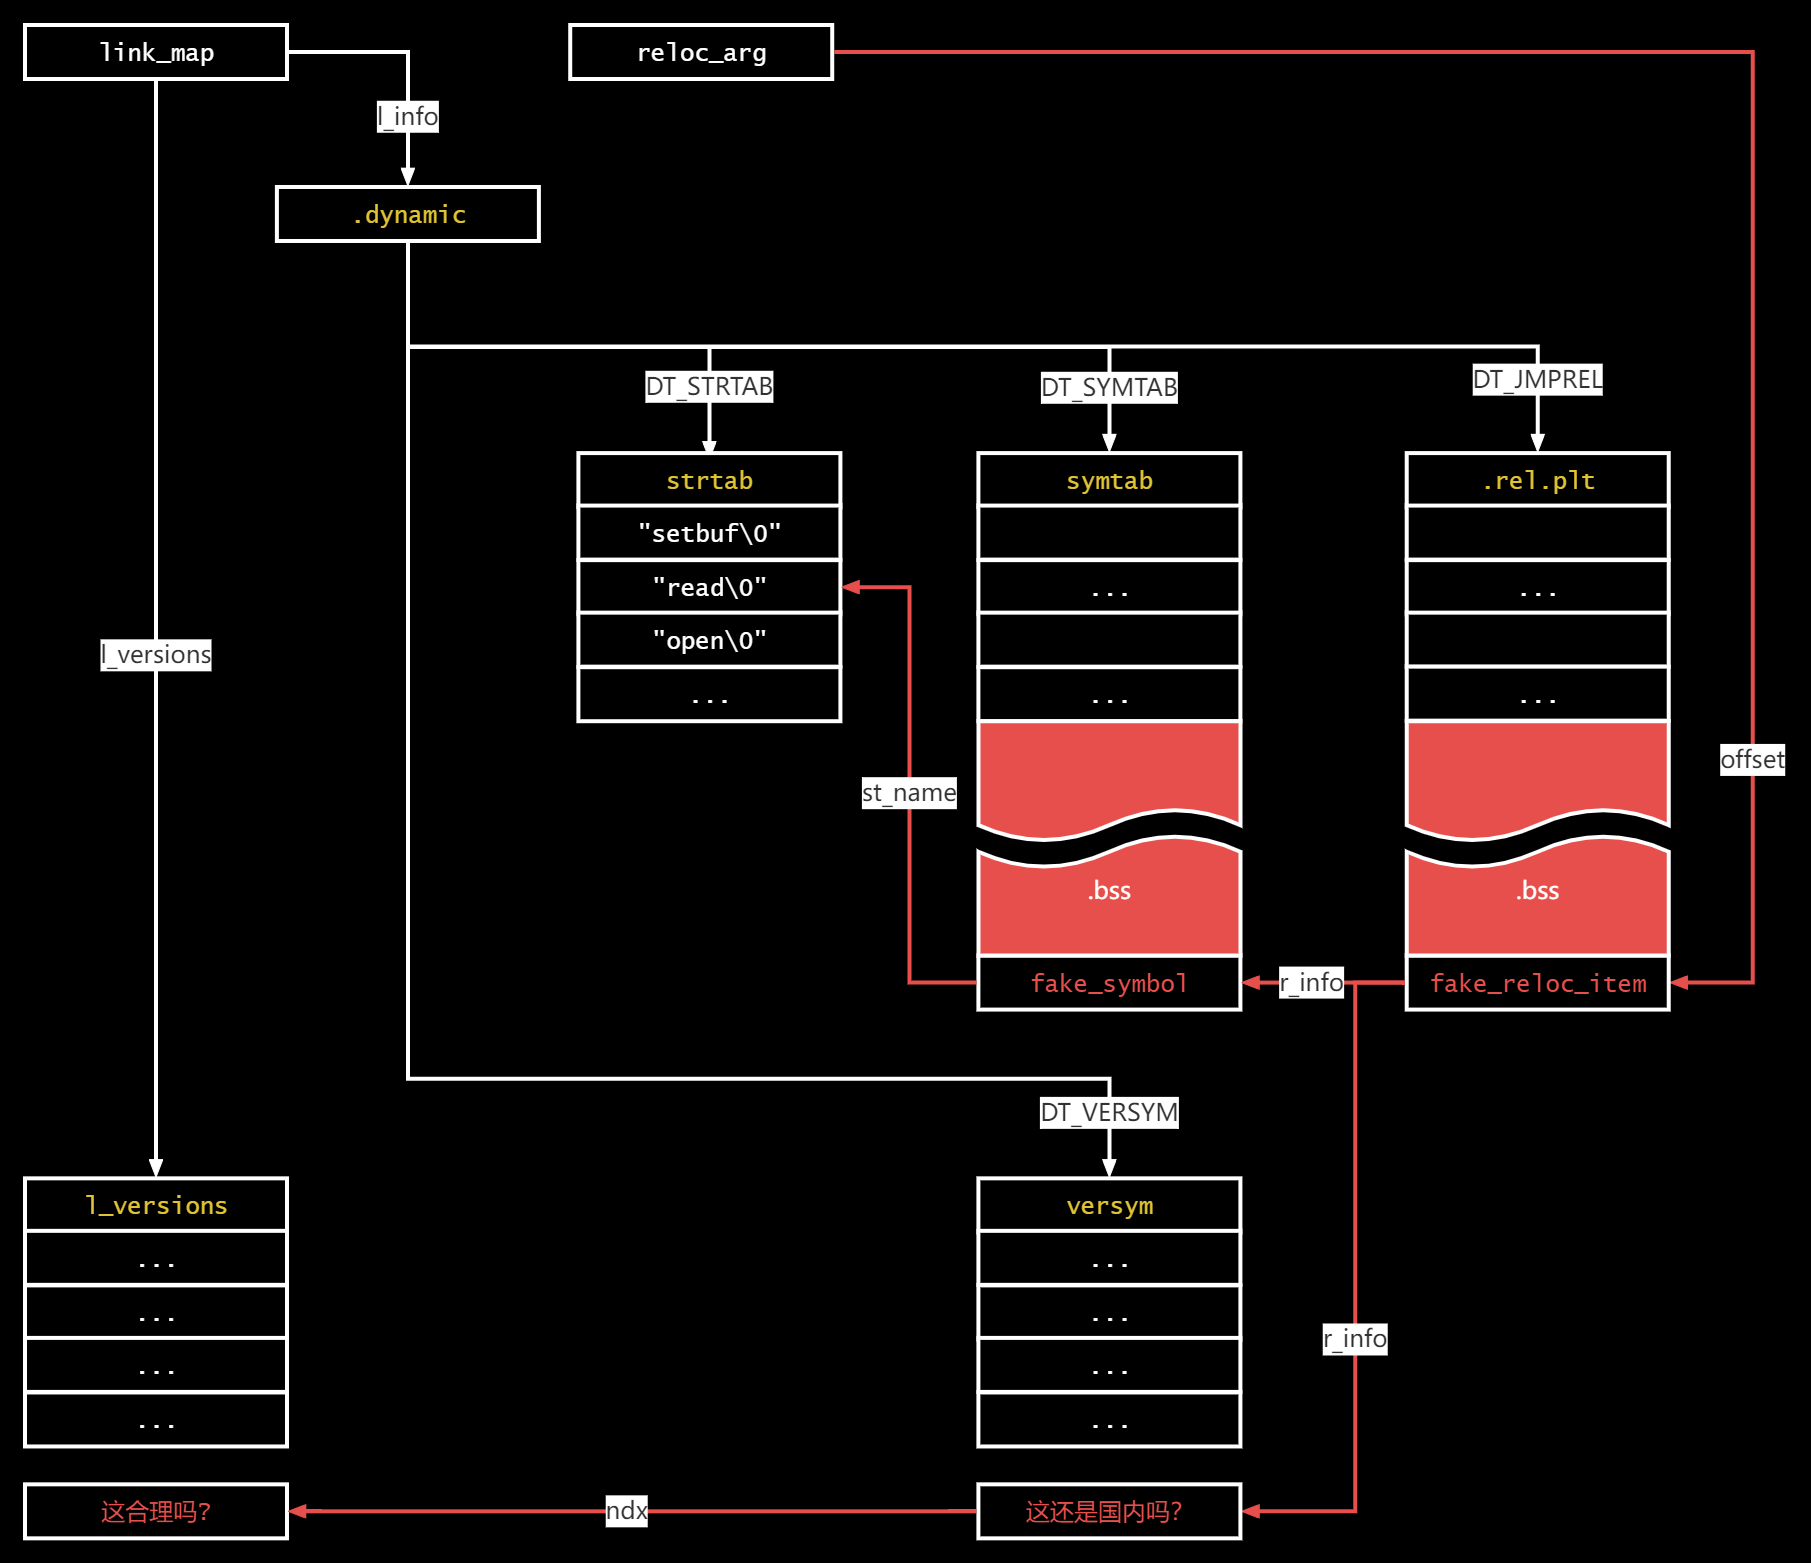 link_map
reloc_arg
l_info
.dynamic
DT_STRTAB
DT_SYMTAB
DT_JMPREL
strtab
symtab
.rel.plt
"setbuf\0"
"read\0"
...
...
"open\0"
l_versions
...
...
...
offset
st_name
.bss
.bss
fake_symbol
r_info
fake_reloc_item
DT_VERSYM
l_versions
versym
...
...
...
...
r_info
...
...
...
...
这合理吗?
ndx
这还是国内吗?